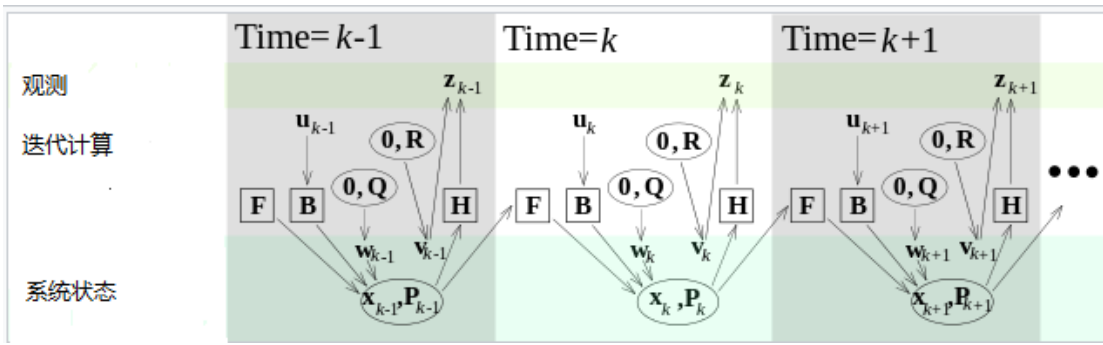 Time= k-1 Time= k Time= k+1
观测 z k-1 z k z k+1
u k-1 u k u k+1
迭代计算 0, R 0, R 0, R
0, Q 0, Q 0, Q
F B H F B H F B H
w k-1 v k-1 w k v k w k+1 v k+1
系统状态 x k-1 ,P k-1 x k ,P k x k+1 ,P k+1